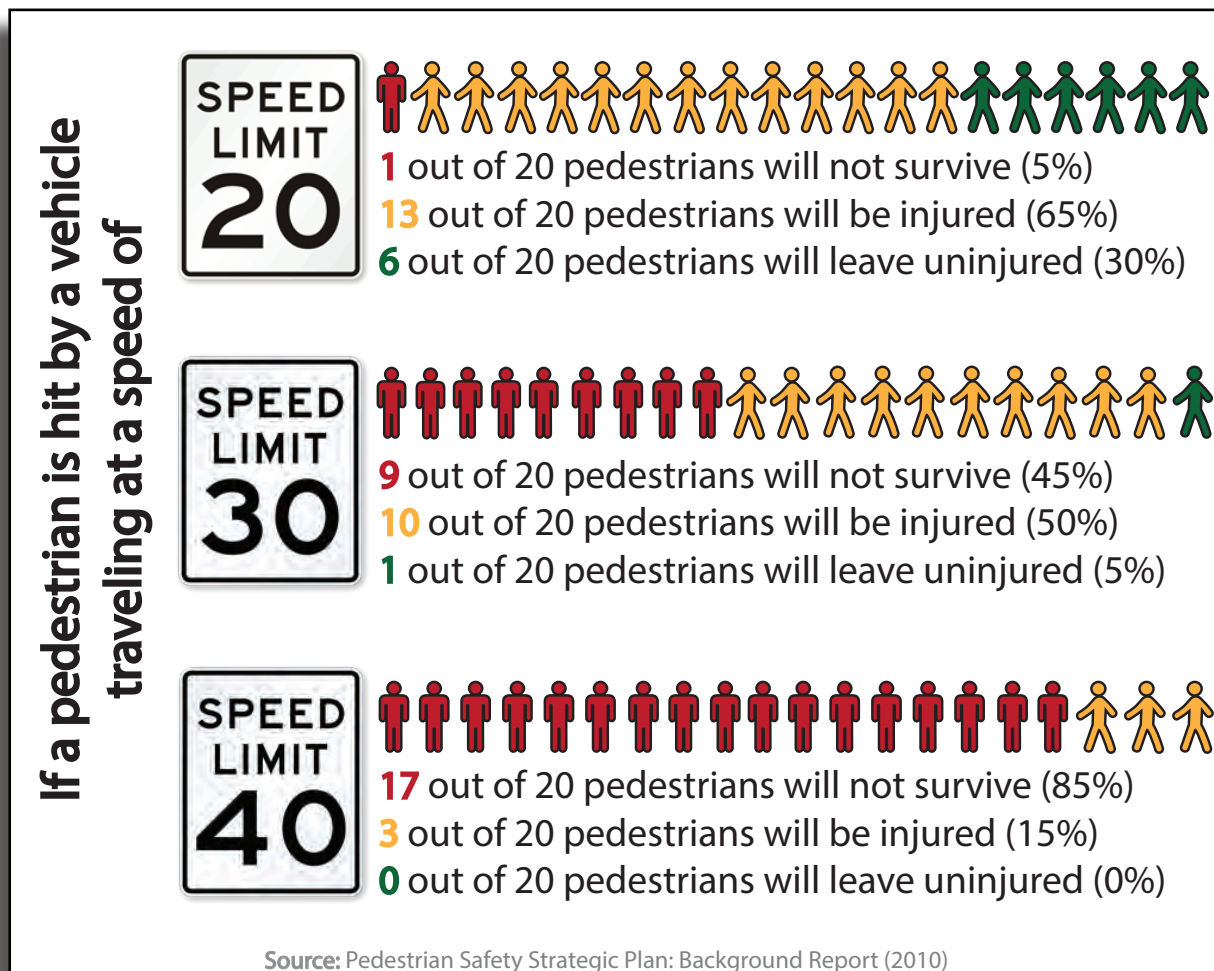 If a pedestrian is hit by a vehicle
traveling at a speed of
SPEED
LIMIT
20
1 out of 20 pedestrians will not survive (5%)
13 out of 20 pedestrians will be injured (65%)
6 out of 20 pedestrians will leave uninjured (30%)
SPEED
LIMIT
30
9 out of 20 pedestrians will not survive (45%)
10 out of 20 pedestrians will be injured (50%)
1 out of 20 pedestrians will leave uninjured (5%)
SPEED
LIMIT
40
17 out of 20 pedestrians will not survive (85%)
3 out of 20 pedestrians will be injured (15%)
0 out of 20 pedestrians will leave uninjured (0%)
Source: Pedestrian Safety Strategic Plan: Background Report (2010)